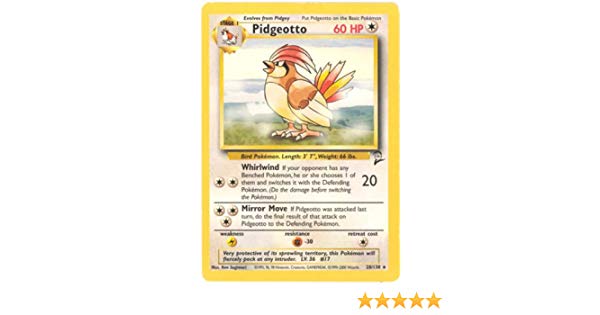 STAGE 1
Evolves from Pidgey
Put Pidgeotto on the Basic Pokémon
Pidgeotto
60 HP
Bird Pokémon. Length: 3' 7", Weight: 66 lbs.
Whirlwind If your opponent has any
Benched Pokémon, he or she chooses 1 of
them and switches it with the Defending
Pokémon. (Do the damage before switching
the Pokémon.)
20
Mirror Move If Pidgeotto was attacked last
turn, do the final result of that attack on
Pidgeotto to the Defending Pokémon.
weakness
resistance
retreat cost
-30
Very protective of its sprawling territory, this Pokémon will
fiercely peck at any intruder. LV. 36 #17
Illus. Ken Sugimori
28/130